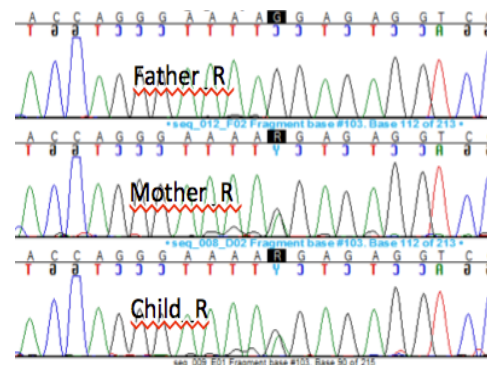 A C C A G G G A A A A G G A G A G G T C
T G G T C C C T T T T C C T C T C C A G
Father_R
•seq_012_F02 Fragment base #103. Base 112 of 213 •
A C C A G G G A A A A R G A G A G G T C
T G G T C C C T T T T Y C T C T C C A G
Mother_R
•seq_008_D02 Fragment base #103. Base 112 of 213 •
A C C A G G G A A A A R G A G A G G T C
T G G T C C C T T T T Y C T C T C C A G
Child_R
seq_009_E01 Fragment base #103. Base 90 of 215